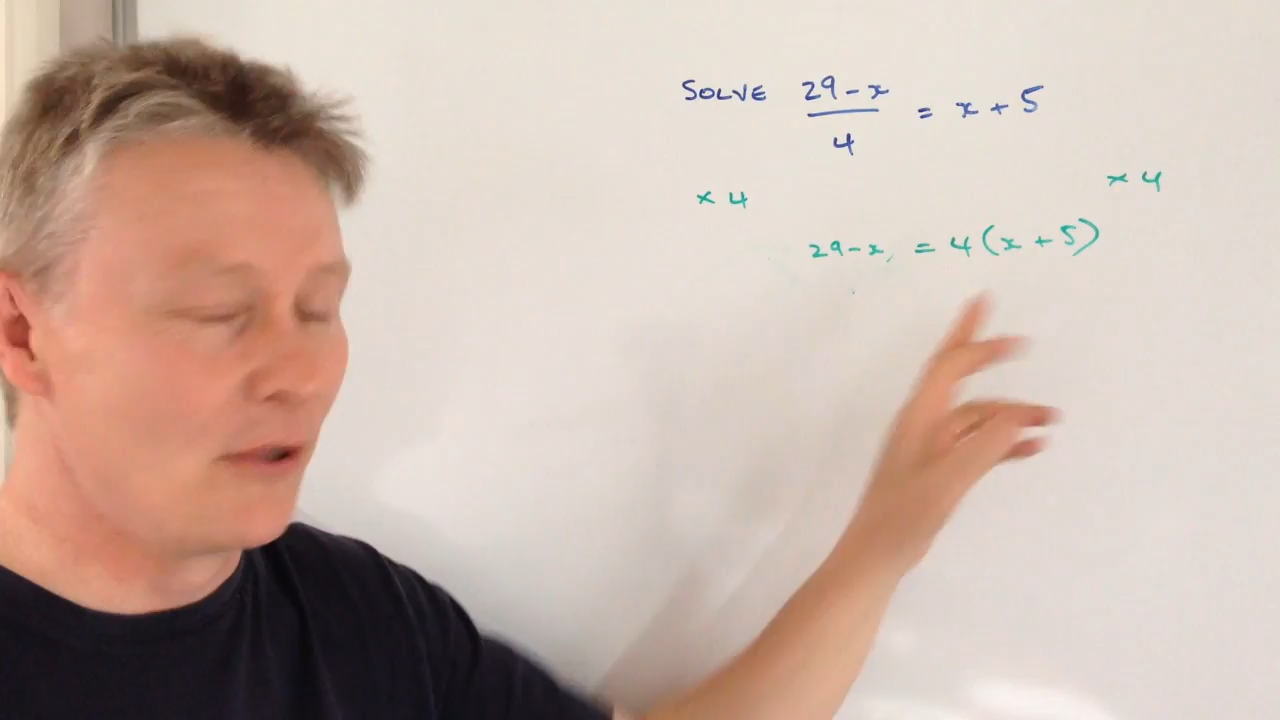 SOLVE (29-x)/4 = x+5
×4 ×4
29-x = 4(x+5)